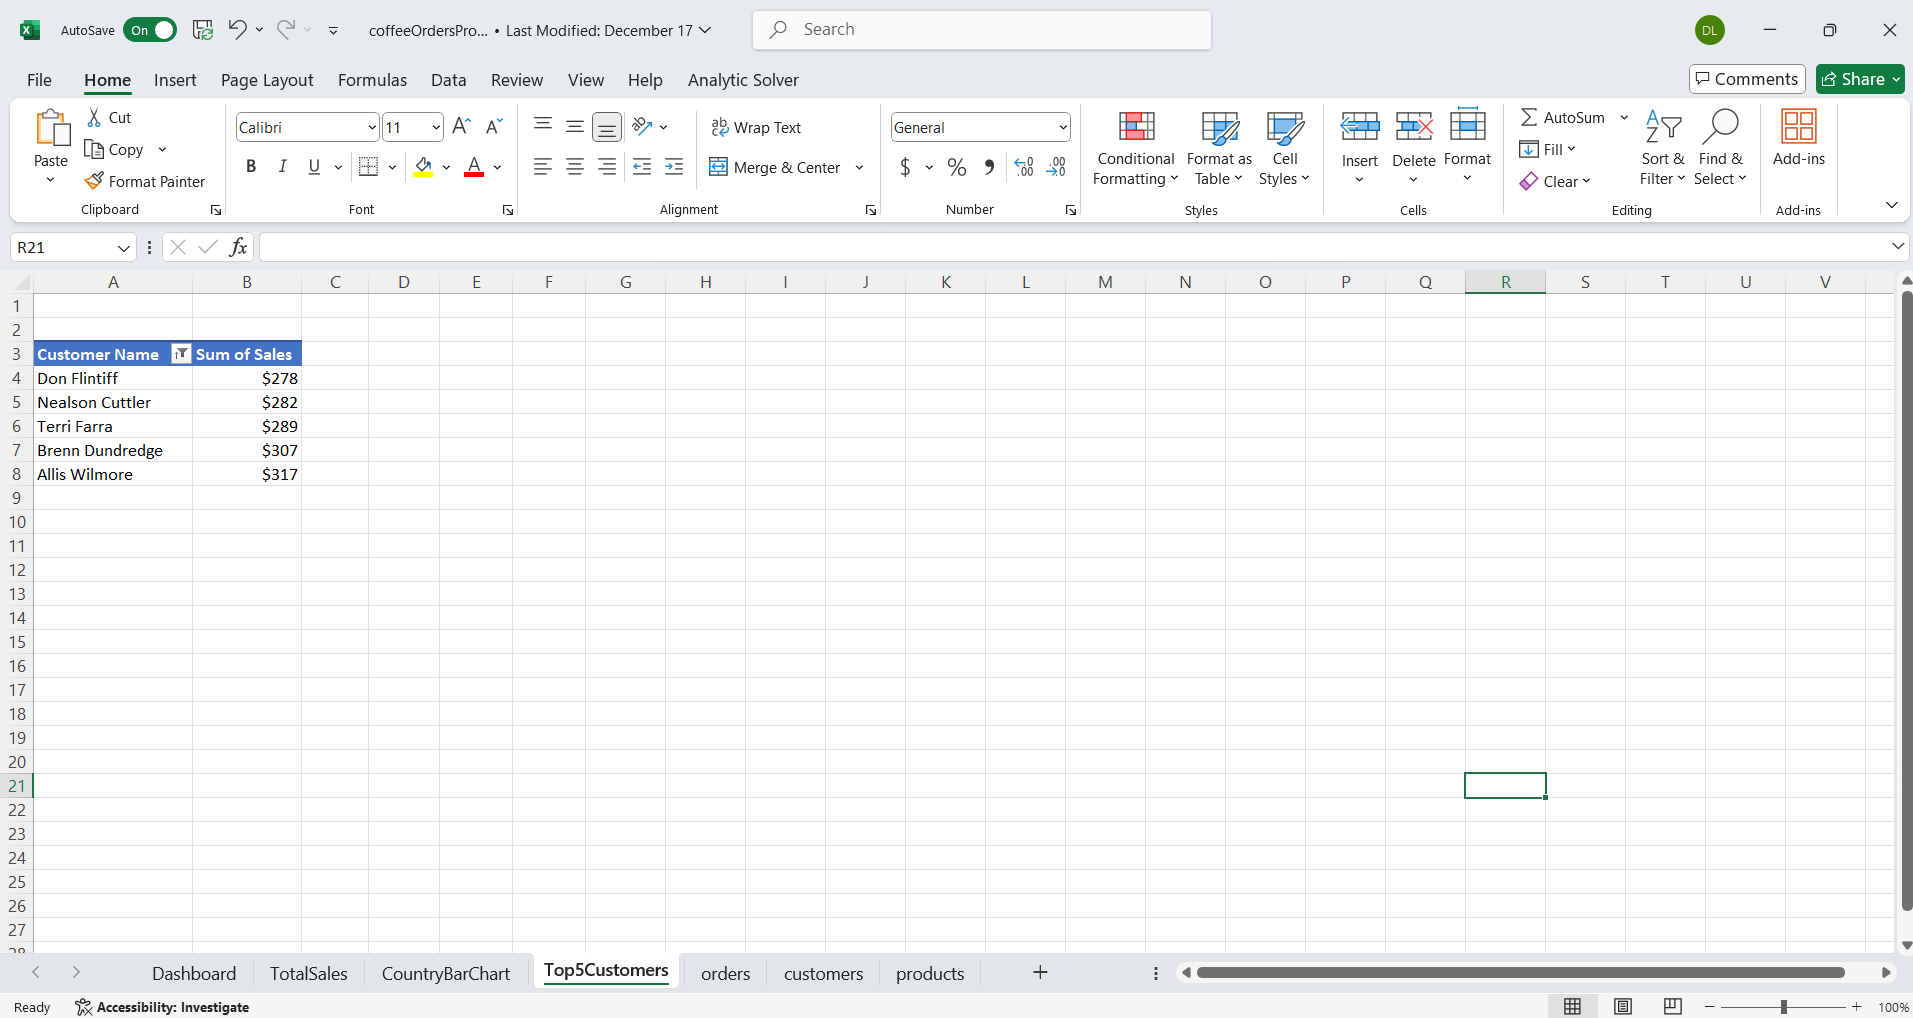 AutoSave On coffeeOrdersPro... • Last Modified: December 17 Search DL
File Home Insert Page Layout Formulas Data Review View Help Analytic Solver Comments Share
Paste
Cut
Copy
Format Painter
Clipboard
Calibri 11
B I U A
Font
Wrap Text
Merge & Center
Alignment
General
$ % , .00 .00
Number
Conditional Formatting
Format as Table
Cell Styles
Styles
Insert
Delete
Format
Cells
AutoSum
Fill
Clear
Sort & Filter
Find & Select
Editing
Add-ins
Add-ins
R21 fx
A B C D E F G H I J K L M N O P Q R S T U V
1
2
3 Customer Name Sum of Sales
4 Don Flintiff $278
5 Nealson Cuttler $282
6 Terri Farra $289
7 Brenn Dundredge $307
8 Allis Wilmore $317
9
10
11
12
13
14
15
16
17
18
19
20
21
22
23
24
25
26
27
28
Dashboard TotalSales CountryBarChart Top5Customers orders customers products
Ready Accessibility: Investigate 100%